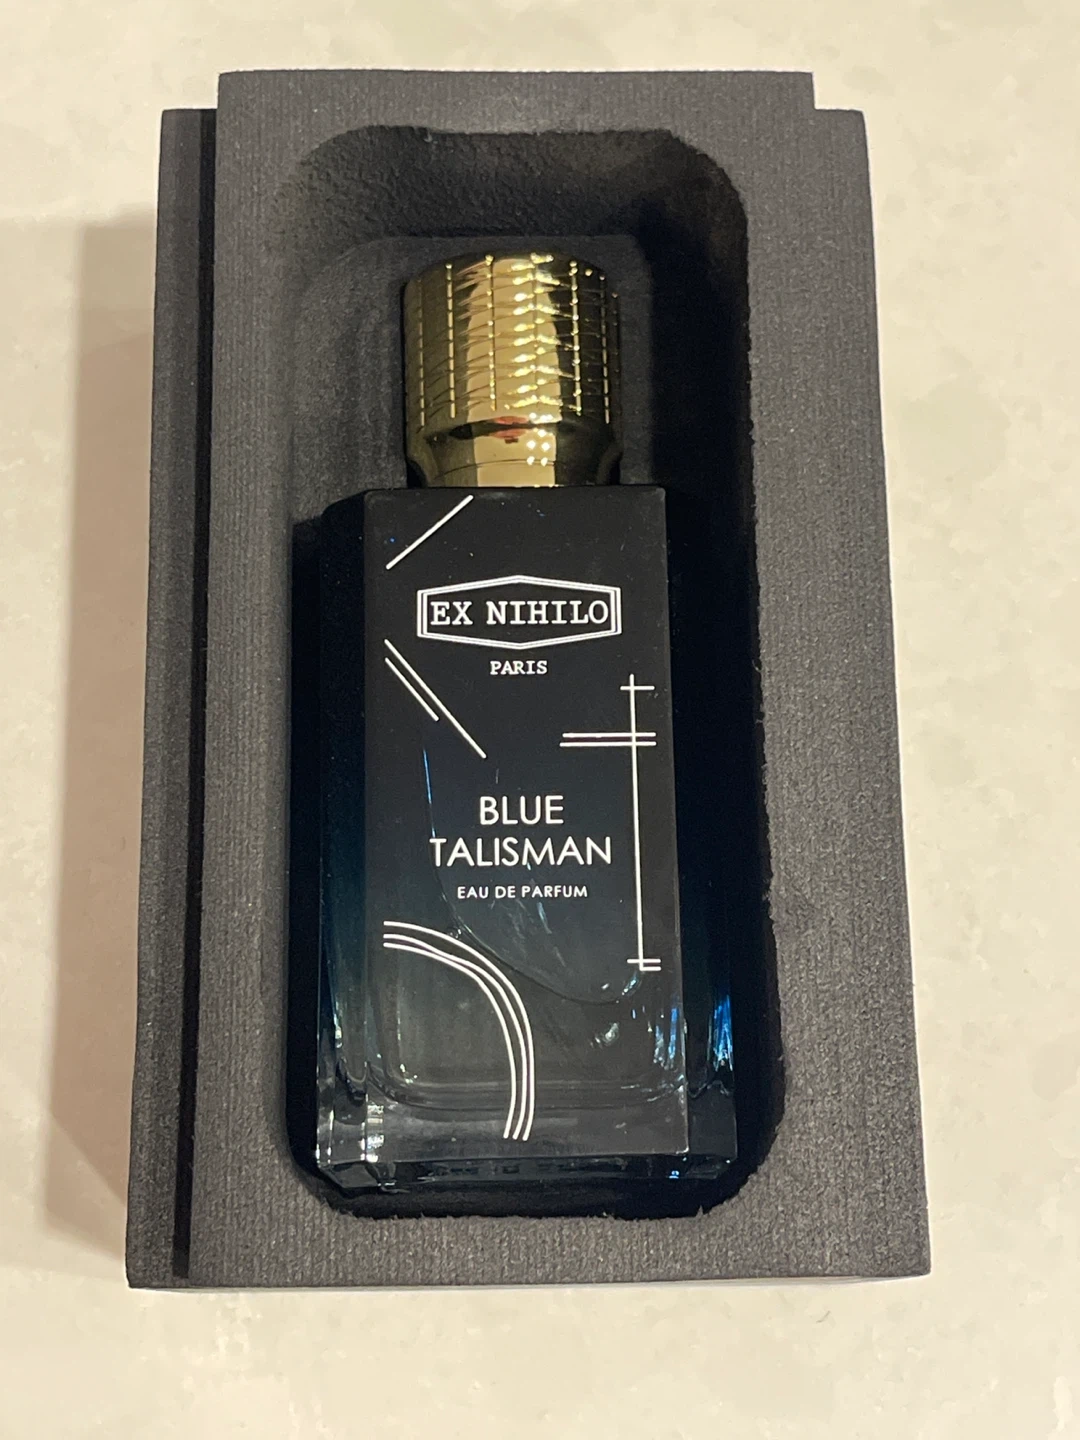 EX NIHILO
PARIS
BLUE
TALISMAN
EAU DE PARFUM